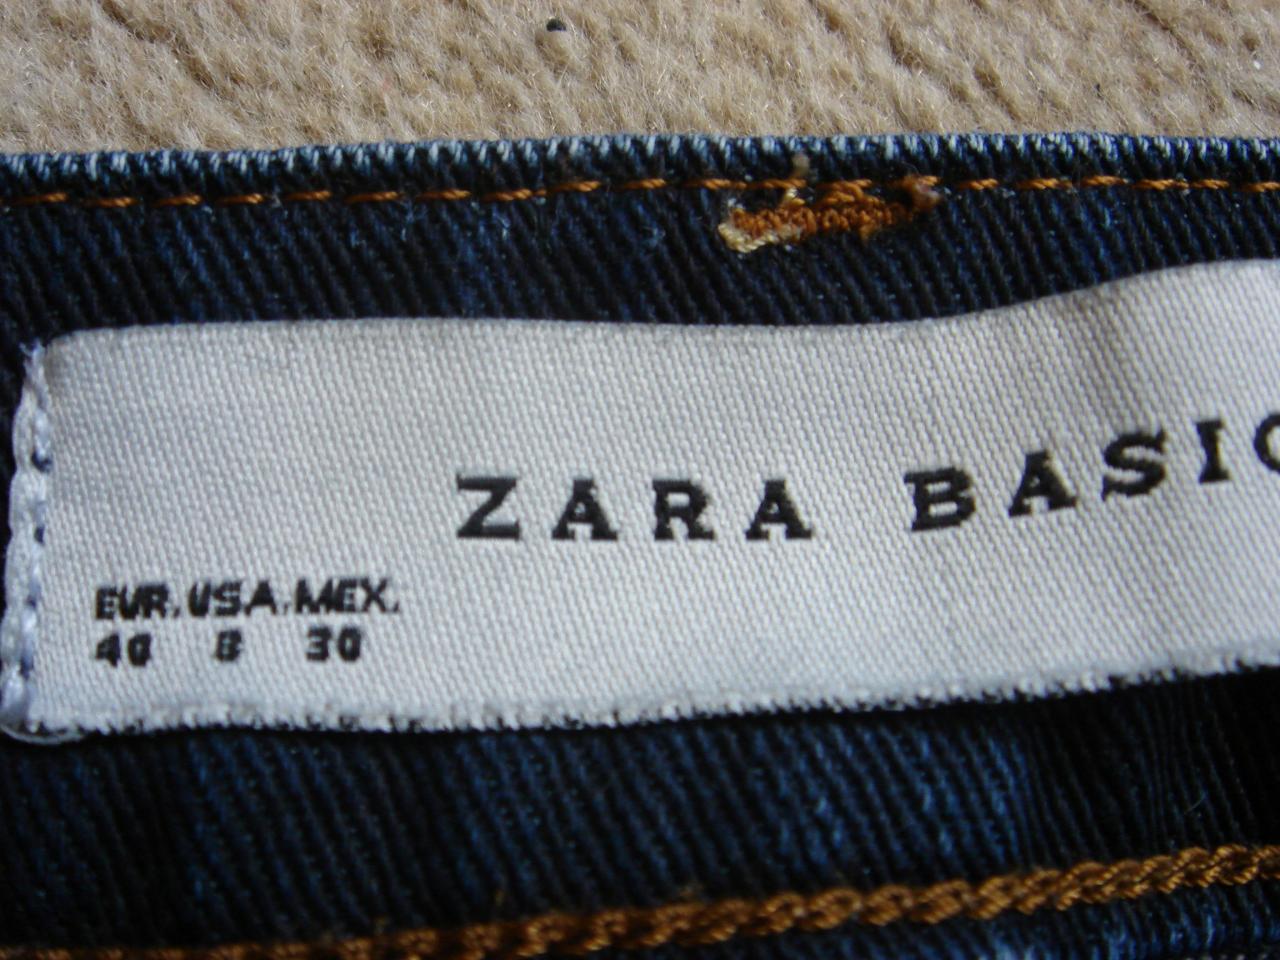 ZARA BASIC
EUR. USA. MEX.
40 8 30